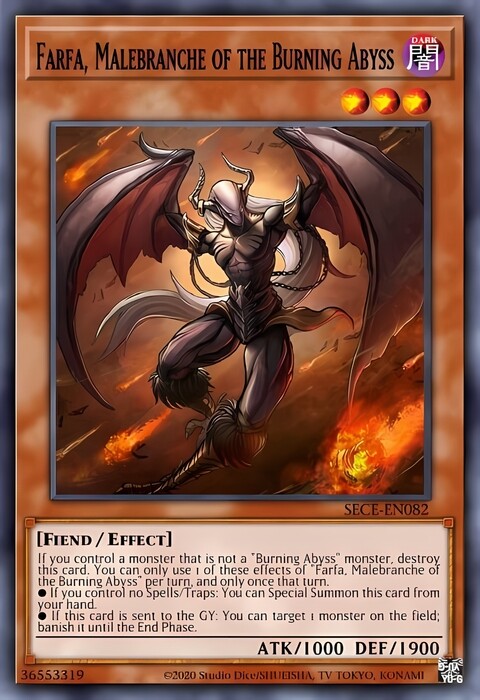 Farfa, Malebranche of the Burning Abyss
DARK
闇
SECE-EN082
[Fiend / Effect]
If you control a monster that is not a "Burning Abyss" monster, destroy
this card. You can only use 1 of these effects of "Farfa, Malebranche of
the Burning Abyss" per turn, and only once that turn.
● If you control no Spells/Traps: You can Special Summon this card from
your hand.
● If this card is sent to the GY: You can target 1 monster on the field;
banish it until the End Phase.
ATK/1000 DEF/1900
36553319
©2020 Studio Dice/SHUEISHA, TV TOKYO, KONAMI